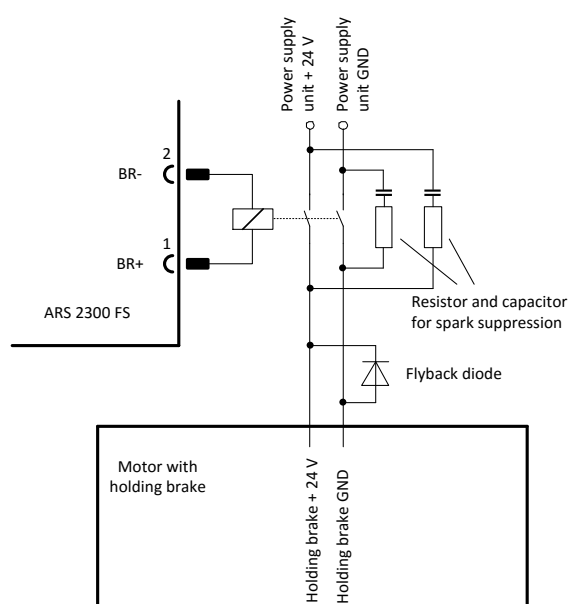 Power supply
unit + 24 V
Power supply
unit GND
2
BR-
1
BR+
ARS 2300 FS
Resistor and capacitor
for spark suppression
Flyback diode
Motor with
holding brake
Holding brake + 24 V
Holding brake GND